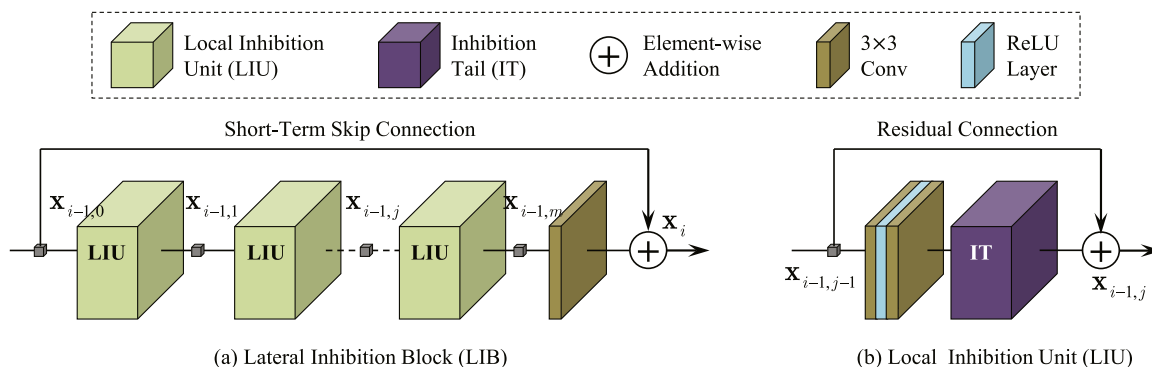 Local Inhibition
Unit (LIU)
Inhibition
Tail (IT)
Element-wise
Addition
3×3
Conv
ReLU
Layer
Short-Term Skip Connection
x i−1,0
x i−1,1
x i−1,j
x i−1,m
x i
LIU
LIU
LIU
(a) Lateral Inhibition Block (LIB)
Residual Connection
IT
x i−1,j−1
x i−1,j
(b) Local Inhibition Unit (LIU)